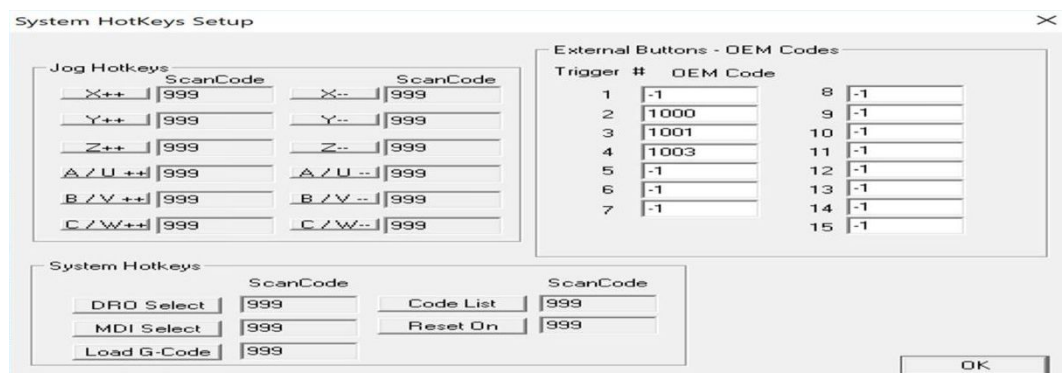 System HotKeys Setup
Jog Hotkeys
ScanCode ScanCode
X++ 999 X-- 999
Y++ 999 Y-- 999
Z++ 999 Z-- 999
A/U ++ 999 A/U -- 999
B/V ++ 999 B/V -- 999
C/W++ 999 C/W-- 999
External Buttons - OEM Codes
Trigger # OEM Code
1 -1 8 -1
2 1000 9 -1
3 1001 10 -1
4 1003 11 -1
5 -1 12 -1
6 -1 13 -1
7 -1 14 -1
15 -1
System Hotkeys
ScanCode ScanCode
DRO Select 999 Code List 999
MDI Select 999 Reset On 999
Load G-Code 999
OK